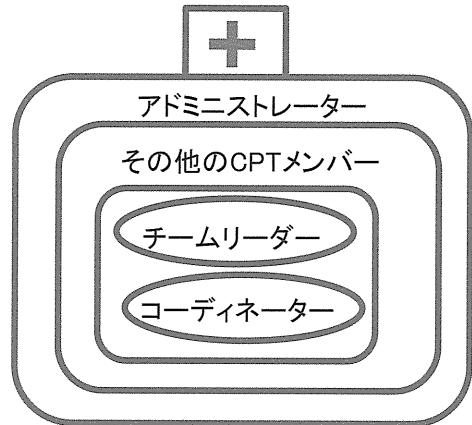 アドミニストレーター
その他のCPTメンバー
チームリーダー
コーディネーター